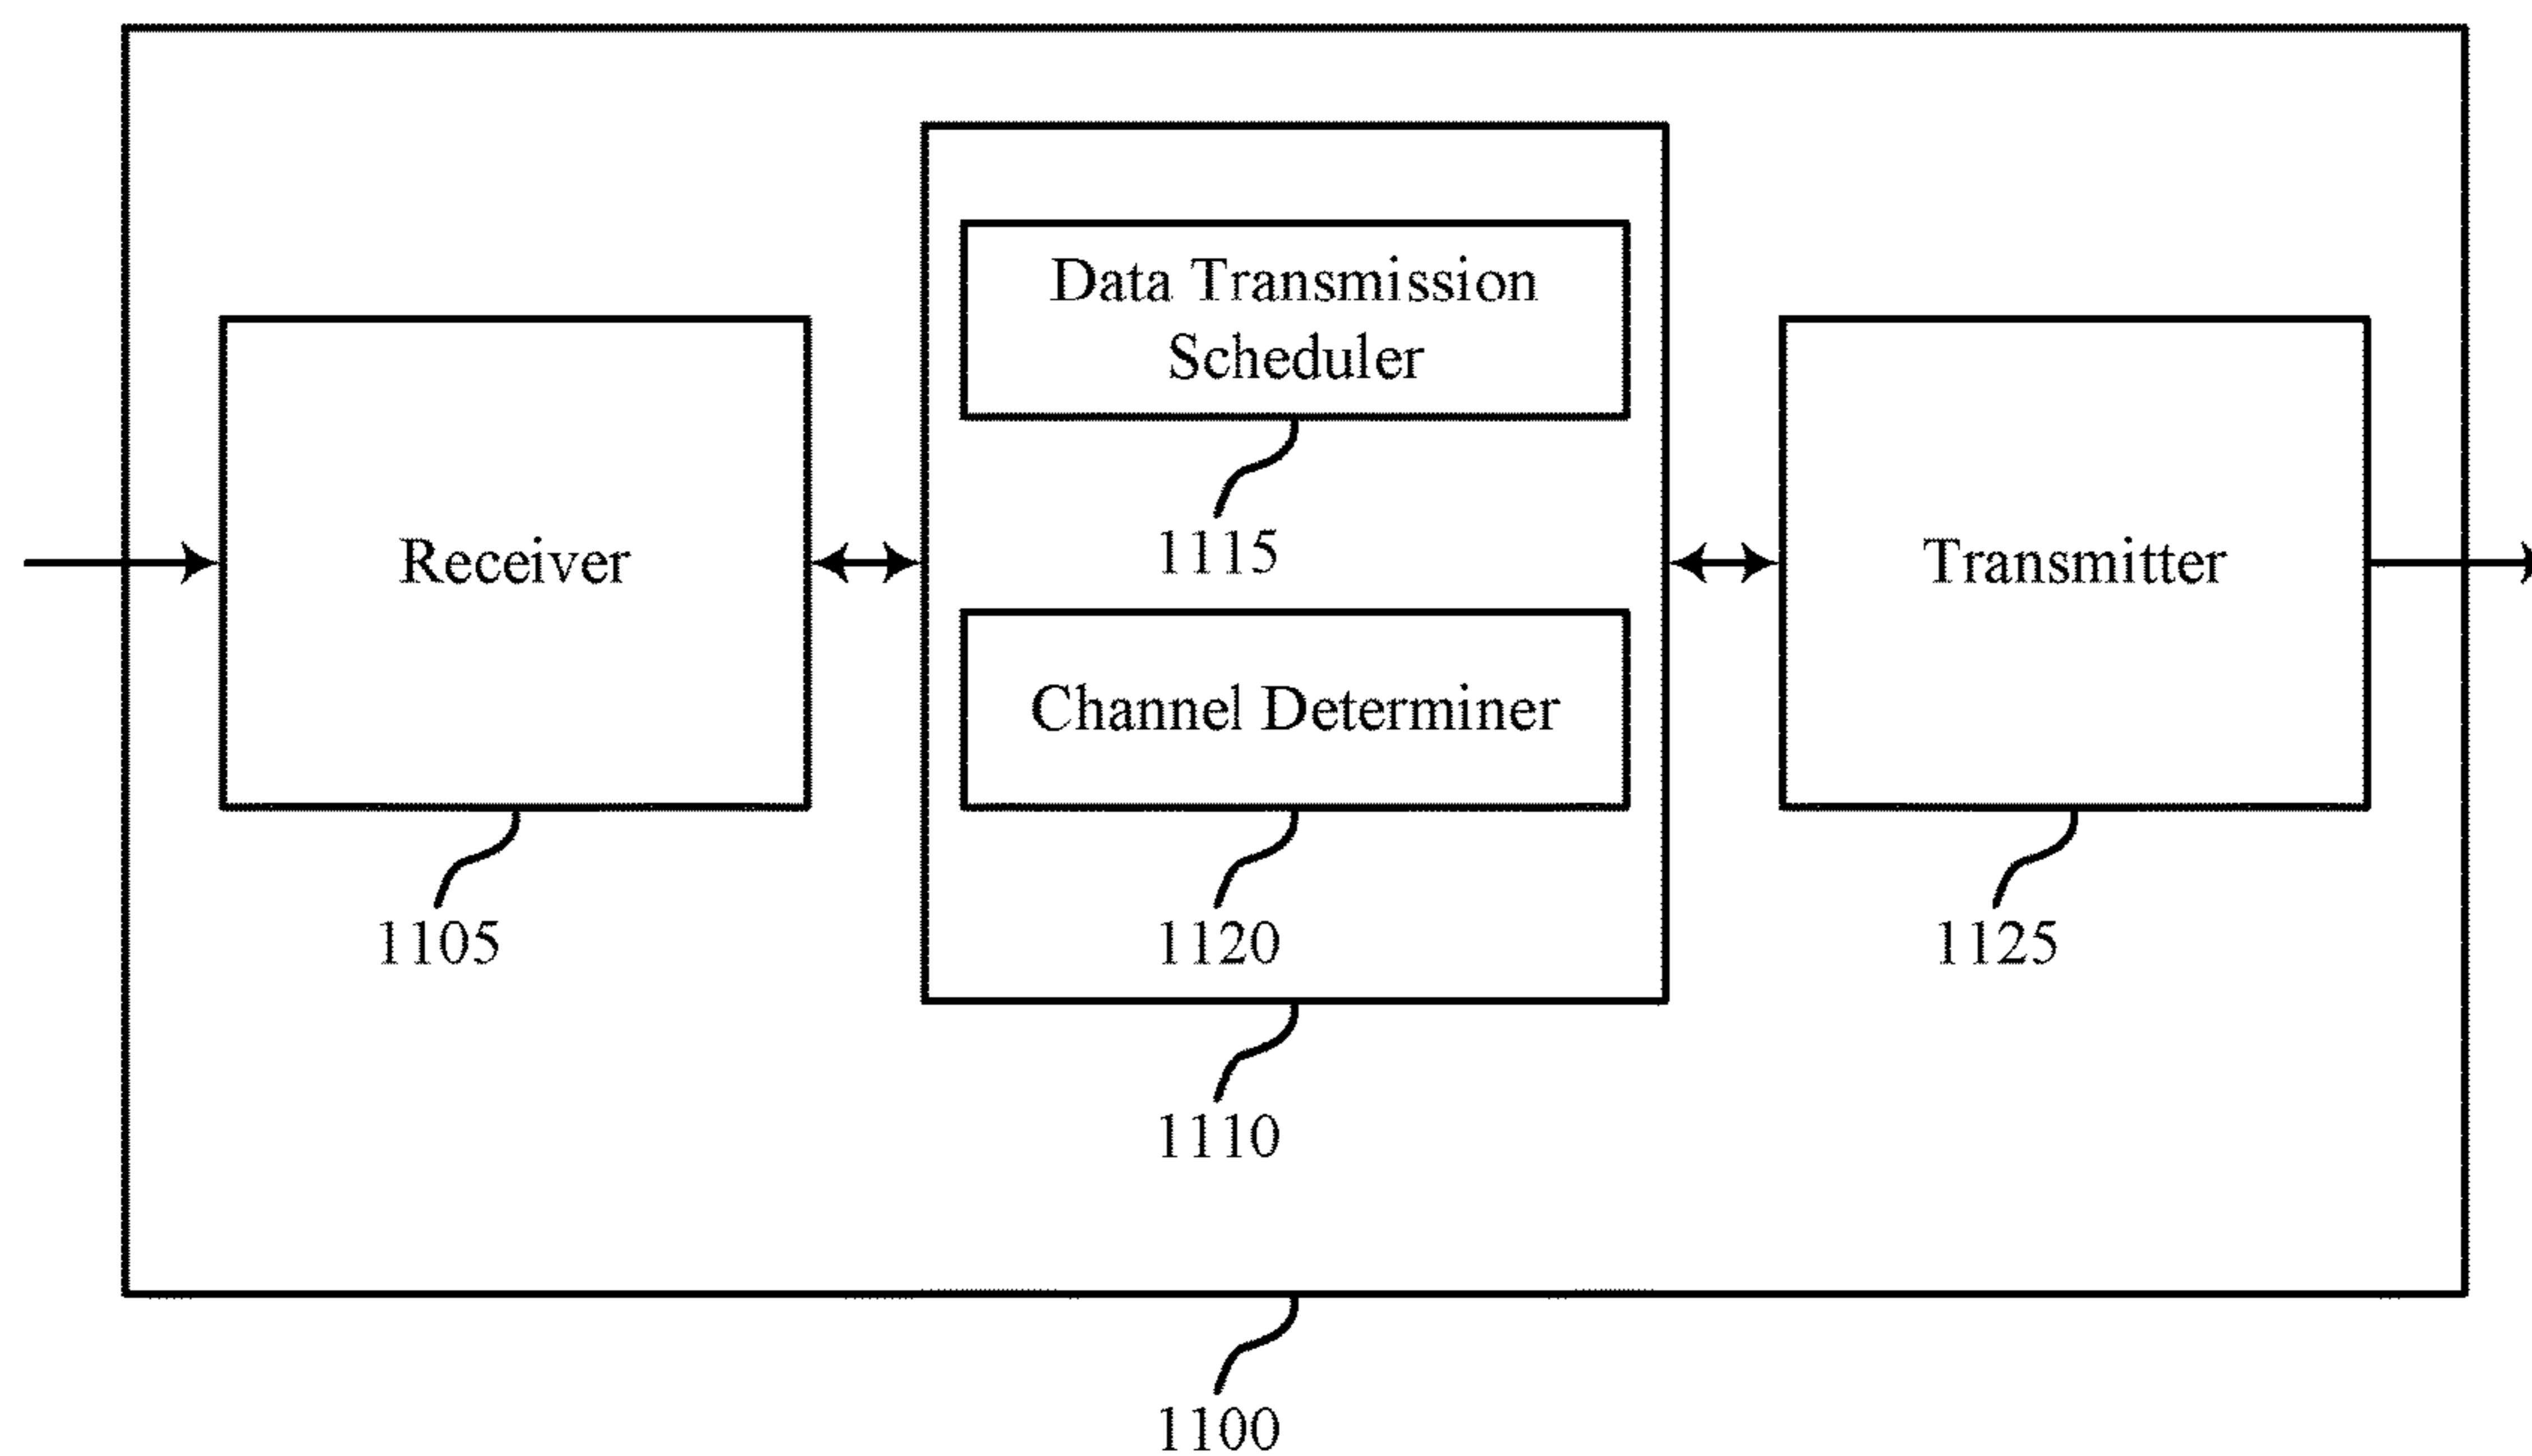 Data Transmission
Scheduler
1115
Receiver
Transmitter
Channel Determiner
1105
1120
1125
1110
1100